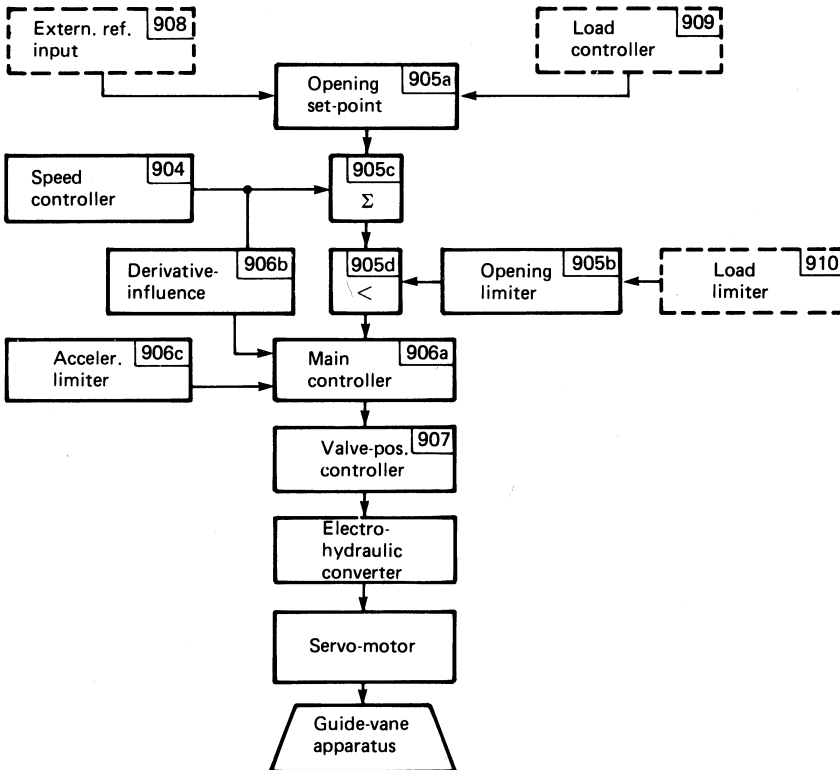 Extern. ref.
input
908
Load
controller
909
Opening
set-point
905a
Speed
controller
904
905c
Σ
Derivative-
influence
906b
905d
<
Opening
limiter
905b
Load
limiter
910
Acceler.
limiter
906c
Main
controller
906a
Valve-pos.
controller
907
Electro-
hydraulic
converter
Servo-motor
Guide-vane
apparatus